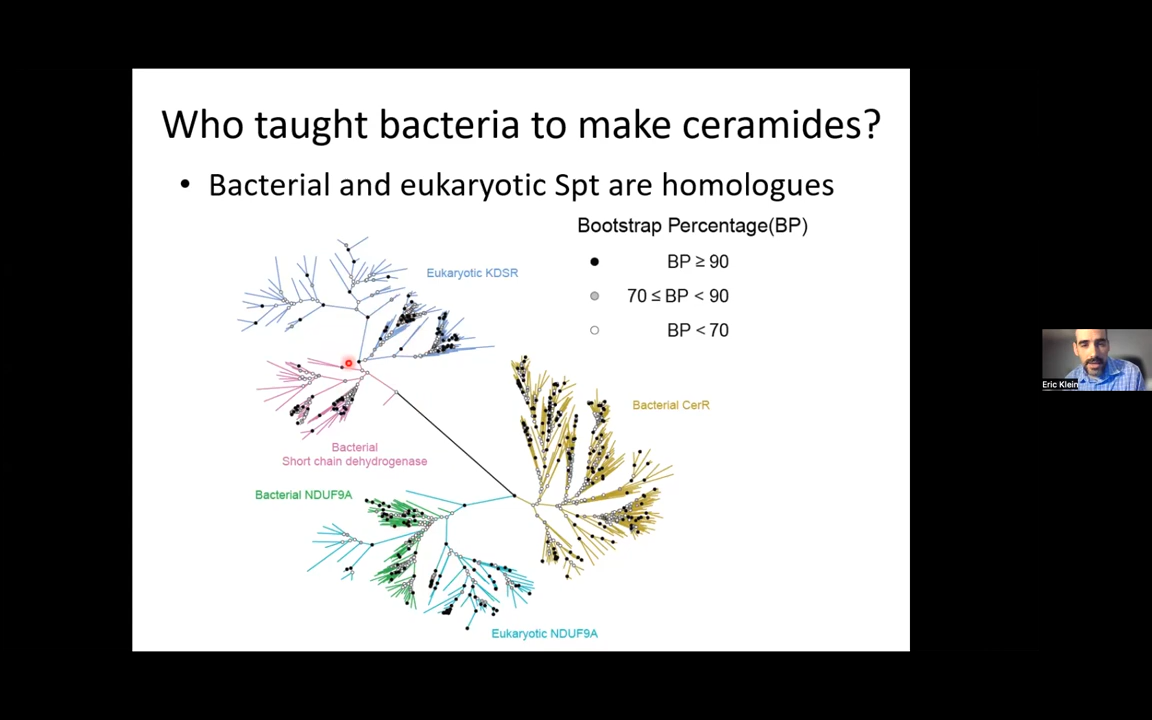 Who taught bacteria to make ceramides?
• Bacterial and eukaryotic Spt are homologues
Bootstrap Percentage(BP)
BP ≥ 90
70 ≤ BP < 90
BP < 70
Eukaryotic KDSR
Bacterial CerR
Bacterial
Short chain dehydrogenase
Bacterial NDUF9A
Eukaryotic NDUF9A
Eric Klein